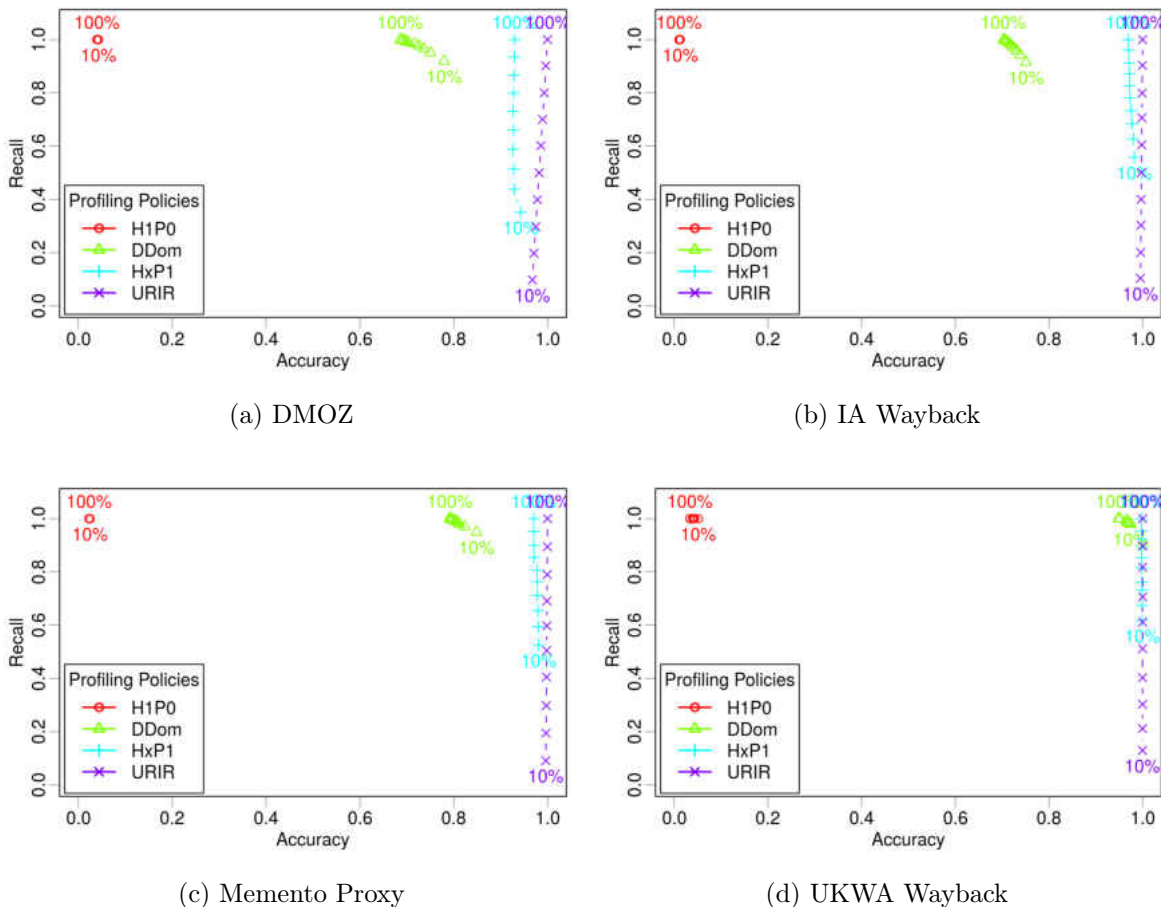 100%
100%
100%
100%
10%
10%
10%
10%
Recall
0.0 0.2 0.4 0.6 0.8 1.0
Profiling Policies
H1P0
DDom
HxP1
URIR
0.0 0.2 0.4 0.6 0.8 1.0
Accuracy
(a) DMOZ
100%
100%
100%
100%
10%
10%
10%
10%
Recall
0.0 0.2 0.4 0.6 0.8 1.0
Profiling Policies
H1P0
DDom
HxP1
URIR
0.0 0.2 0.4 0.6 0.8 1.0
Accuracy
(b) IA Wayback
100%
100%
100%
100%
10%
10%
10%
10%
Recall
0.0 0.2 0.4 0.6 0.8 1.0
Profiling Policies
H1P0
DDom
HxP1
URIR
0.0 0.2 0.4 0.6 0.8 1.0
Accuracy
(c) Memento Proxy
100%
100%
100%
10%
10%
10%
10%
Recall
0.0 0.2 0.4 0.6 0.8 1.0
Profiling Policies
H1P0
DDom
HxP1
URIR
0.0 0.2 0.4 0.6 0.8 1.0
Accuracy
(d) UKWA Wayback